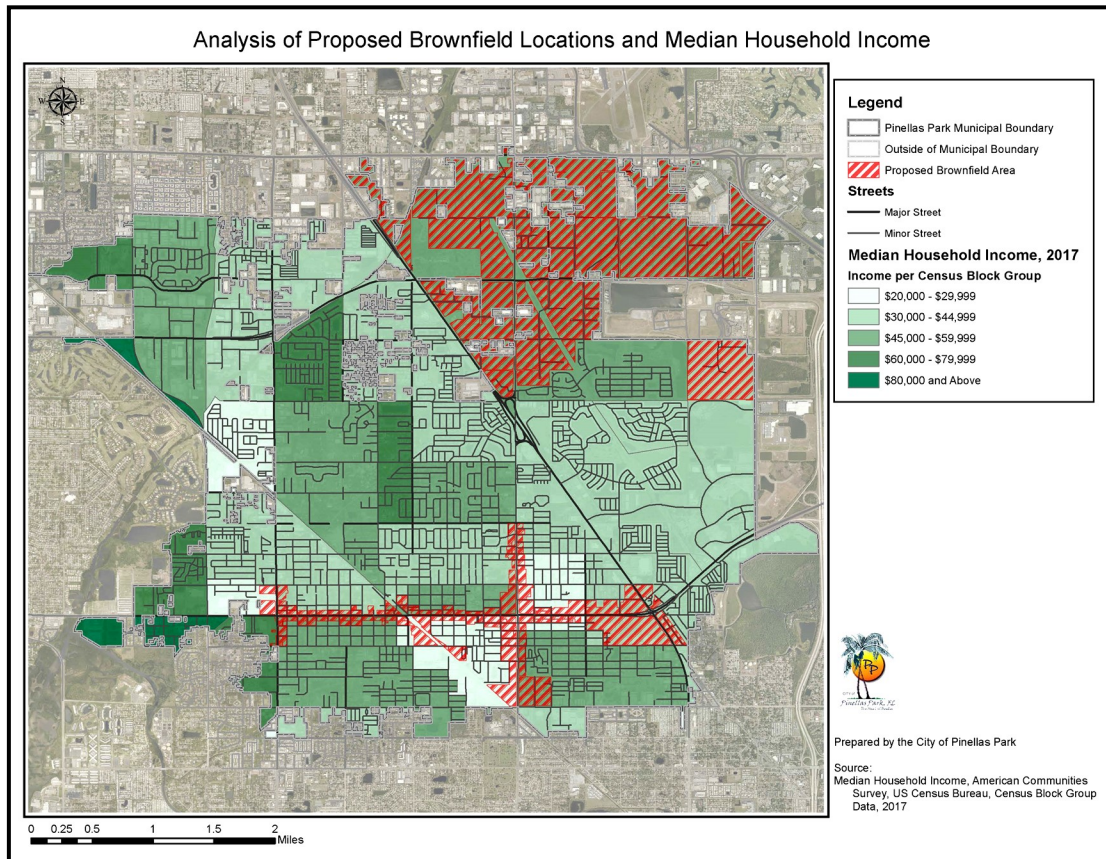 Analysis of Proposed Brownfield Locations and Median Household Income
N
W E
S
Legend
Pinellas Park Municipal Boundary
Outside of Municipal Boundary
Proposed Brownfield Area
Streets
Major Street
Minor Street
Median Household Income, 2017
Income per Census Block Group
$20,000 - $29,999
$30,000 - $44,999
$45,000 - $59,999
$60,000 - $79,999
$80,000 and Above
PP
Pinellas Park, FL
Prepared by the City of Pinellas Park
Source:
Median Household Income, American Communities
Survey, US Census Bureau, Census Block Group
Data, 2017
0 0.25 0.5 1 1.5 2
Miles